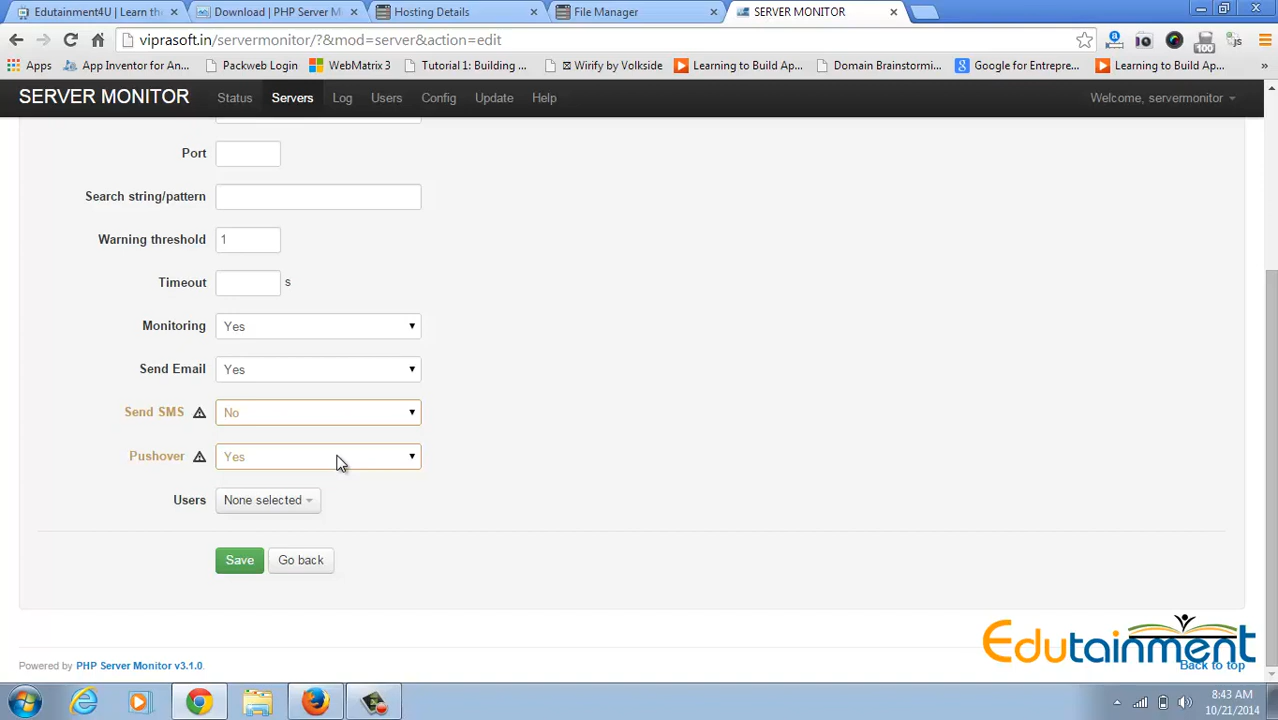 Edutainment4U | Learn the
Download | PHP Server M
Hosting Details
File Manager
SERVER MONITOR
viprasoft.in/servermonitor/?&mod=server&action=edit
100
js
Apps
App Inventor for An...
Packweb Login
WebMatrix 3
Tutorial 1: Building ...
Wirify by Volkside
Learning to Build Ap...
Domain Brainstormi...
Google for Entrepre...
Learning to Build Ap...
»
SERVER MONITOR
Status
Servers
Log
Users
Config
Update
Help
Welcome, servermonitor
Port
Search string/pattern
Warning threshold 1
Timeout s
Monitoring Yes
Send Email Yes
Send SMS No
Pushover Yes
Users None selected
Save Go back
Edutainment
Powered by PHP Server Monitor v3.1.0.
Back to top
8:43 AM
10/21/2014